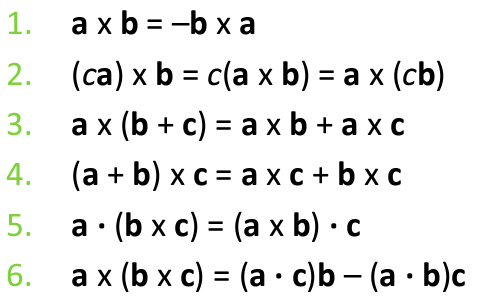 1. a x b = –b x a
2. (ca) x b = c(a x b) = a x (cb)
3. a x (b + c) = a x b + a x c
4. (a + b) x c = a x c + b x c
5. a · (b x c) = (a x b) · c
6. a x (b x c) = (a · c)b – (a · b)c